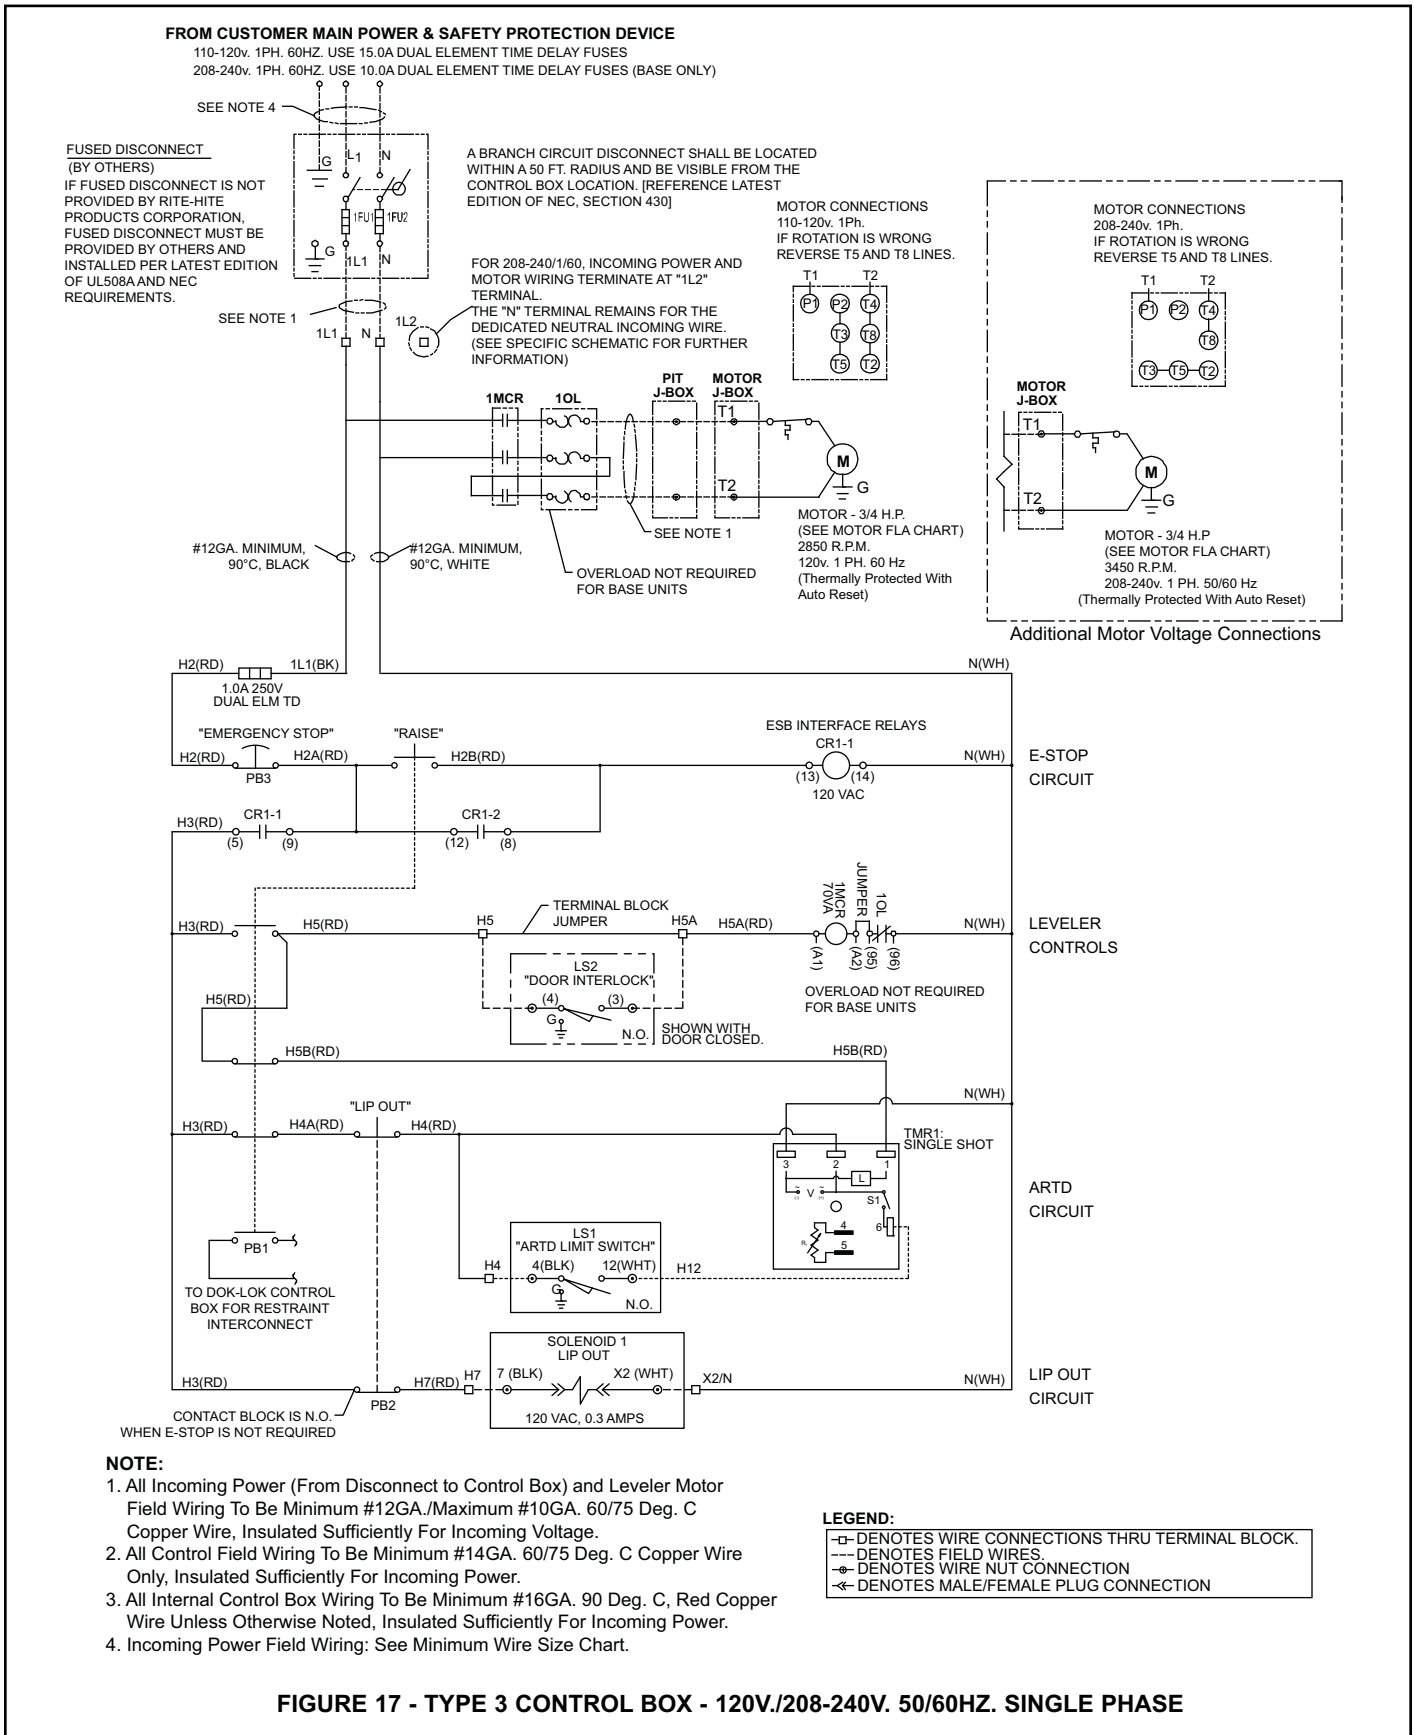 FROM CUSTOMER MAIN POWER & SAFETY PROTECTION DEVICE
110-120v. 1PH. 60HZ. USE 15.0A DUAL ELEMENT TIME DELAY FUSES
208-240v. 1PH. 60HZ. USE 10.0A DUAL ELEMENT TIME DELAY FUSES (BASE ONLY)
SEE NOTE 4
FUSED DISCONNECT
(BY OTHERS)
IF FUSED DISCONNECT IS NOT
PROVIDED BY RITE-HITE
PRODUCTS CORPORATION,
FUSED DISCONNECT MUST BE
PROVIDED BY OTHERS AND
INSTALLED PER LATEST EDITION
OF UL508A AND NEC
REQUIREMENTS.
G L1 N
1FU1 1FU2
G
1L1 N
SEE NOTE 1
1L1 N 1L2
A BRANCH CIRCUIT DISCONNECT SHALL BE LOCATED
WITHIN A 50 FT. RADIUS AND BE VISIBLE FROM THE
CONTROL BOX LOCATION. [REFERENCE LATEST
EDITION OF NEC, SECTION 430]
FOR 208-240/1/60, INCOMING POWER AND
MOTOR WIRING TERMINATE AT "1L2"
TERMINAL.
THE "N" TERMINAL REMAINS FOR THE
DEDICATED NEUTRAL INCOMING WIRE.
(SEE SPECIFIC SCHEMATIC FOR FURTHER
INFORMATION)
MOTOR CONNECTIONS
110-120v. 1Ph.
IF ROTATION IS WRONG
REVERSE T5 AND T8 LINES.
T1 T2
P1 P2 T4
T3 T8
T5 T2
MOTOR CONNECTIONS
208-240v. 1Ph.
IF ROTATION IS WRONG
REVERSE T5 AND T8 LINES.
T1 T2
P1 P2 T4
T8
T3 T5 T2
1MCR 1OL
PIT
J-BOX
MOTOR
J-BOX
T1
T2
M
G
SEE NOTE 1
OVERLOAD NOT REQUIRED
FOR BASE UNITS
MOTOR - 3/4 H.P.
(SEE MOTOR FLA CHART)
2850 R.P.M.
120v. 1 PH. 60 Hz
(Thermally Protected With
Auto Reset)
MOTOR
J-BOX
T1
T2
M
G
MOTOR - 3/4 H.P
(SEE MOTOR FLA CHART)
3450 R.P.M.
208-240v. 1 PH. 50/60 Hz
(Thermally Protected With Auto Reset)
Additional Motor Voltage Connections
#12GA. MINIMUM,
90°C, BLACK
#12GA. MINIMUM,
90°C, WHITE
H2(RD) 1L1(BK) N(WH)
1.0A 250V
DUAL ELM TD
"EMERGENCY STOP" "RAISE"
H2(RD) H2A(RD) H2B(RD)
PB3
ESB INTERFACE RELAYS
CR1-1
(13) (14)
120 VAC
N(WH)
E-STOP
CIRCUIT
H3(RD) CR1-1 CR1-2
(5) (9) (12) (8)
H3(RD) H5(RD)
TERMINAL BLOCK
JUMPER
H5 H5A H5A(RD)
1MCR
70VA
JUMPER
1OL
(A1) (A2) (95) (96)
N(WH)
LEVELER
CONTROLS
OVERLOAD NOT REQUIRED
FOR BASE UNITS
LS2
"DOOR INTERLOCK"
(4) (3)
G
N.O.
SHOWN WITH
DOOR CLOSED.
H5(RD)
H5B(RD) H5B(RD)
N(WH)
"LIP OUT"
H3(RD) H4A(RD) H4(RD)
TMR1:
SINGLE SHOT
3 2 1
L
V
S1
6
4
5
ARTD
CIRCUIT
PB1
TO DOK-LOK CONTROL
BOX FOR RESTRAINT
INTERCONNECT
LS1
"ARTD LIMIT SWITCH"
H4 4(BLK) 12(WHT) H12
G
N.O.
SOLENOID 1
LIP OUT
H3(RD) H7(RD) H7 7 (BLK) X2 (WHT) X2/N N(WH)
PB2
120 VAC, 0.3 AMPS
LIP OUT
CIRCUIT
CONTACT BLOCK IS N.O.
WHEN E-STOP IS NOT REQUIRED
NOTE:
1. All Incoming Power (From Disconnect to Control Box) and Leveler Motor
Field Wiring To Be Minimum #12GA./Maximum #10GA. 60/75 Deg. C
Copper Wire, Insulated Sufficiently For Incoming Voltage.
2. All Control Field Wiring To Be Minimum #14GA. 60/75 Deg. C Copper Wire
Only, Insulated Sufficiently For Incoming Power.
3. All Internal Control Box Wiring To Be Minimum #16GA. 90 Deg. C, Red Copper
Wire Unless Otherwise Noted, Insulated Sufficiently For Incoming Power.
4. Incoming Power Field Wiring: See Minimum Wire Size Chart.
LEGEND:
DENOTES WIRE CONNECTIONS THRU TERMINAL BLOCK.
DENOTES FIELD WIRES.
DENOTES WIRE NUT CONNECTION
DENOTES MALE/FEMALE PLUG CONNECTION
FIGURE 17 - TYPE 3 CONTROL BOX - 120V./208-240V. 50/60HZ. SINGLE PHASE